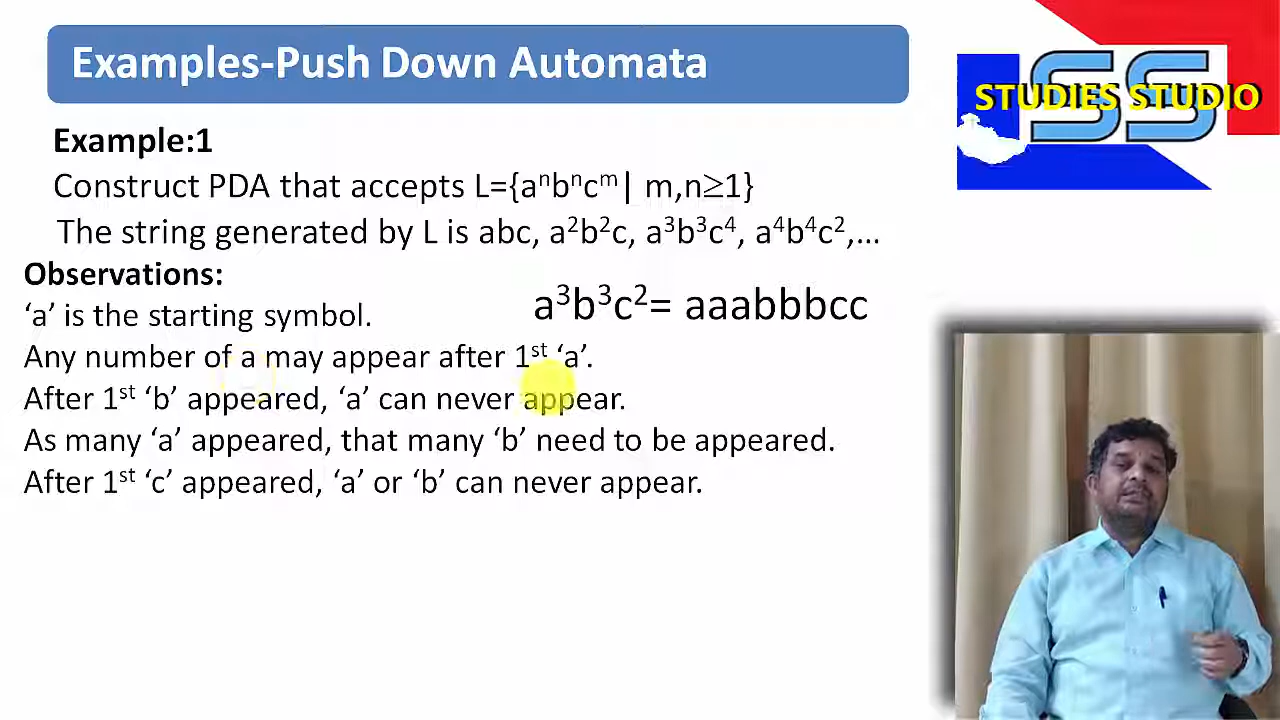 Examples-Push Down Automata
SS
STUDIES STUDIO
Example:1
Construct PDA that accepts L={aⁿbⁿcᵐ| m,n≥1}
The string generated by L is abc, a²b²c, a³b³c⁴, a⁴b⁴c²,…
Observations:
a³b³c²= aaabbbcc
‘a’ is the starting symbol.
Any number of a may appear after 1ˢᵗ ‘a’.
After 1ˢᵗ ‘b’ appeared, ‘a’ can never appear.
As many ‘a’ appeared, that many ‘b’ need to be appeared.
After 1ˢᵗ ‘c’ appeared, ‘a’ or ‘b’ can never appear.